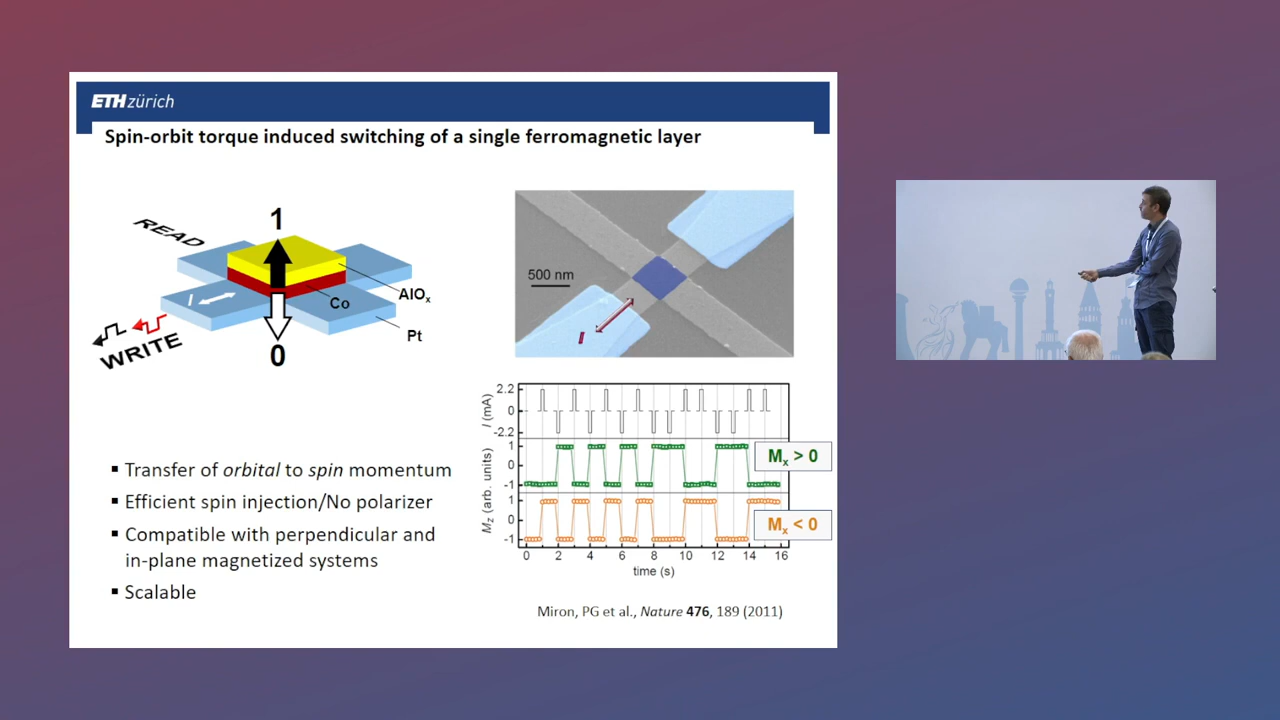 ETH zürich
Spin-orbit torque induced switching of a single ferromagnetic layer
READ
1
I
Co
AlOx
Pt
WRITE
0
500 nm
I
▪ Transfer of orbital to spin momentum
▪ Efficient spin injection/No polarizer
▪ Compatible with perpendicular and
in-plane magnetized systems
▪ Scalable
I (mA)
2.2
0
-2.2
Mz (arb. units)
1
0
-1
Mx > 0
1
0
-1
Mx < 0
0 2 4 6 8 10 12 14 16
time (s)
Miron, PG et al., Nature 476, 189 (2011)